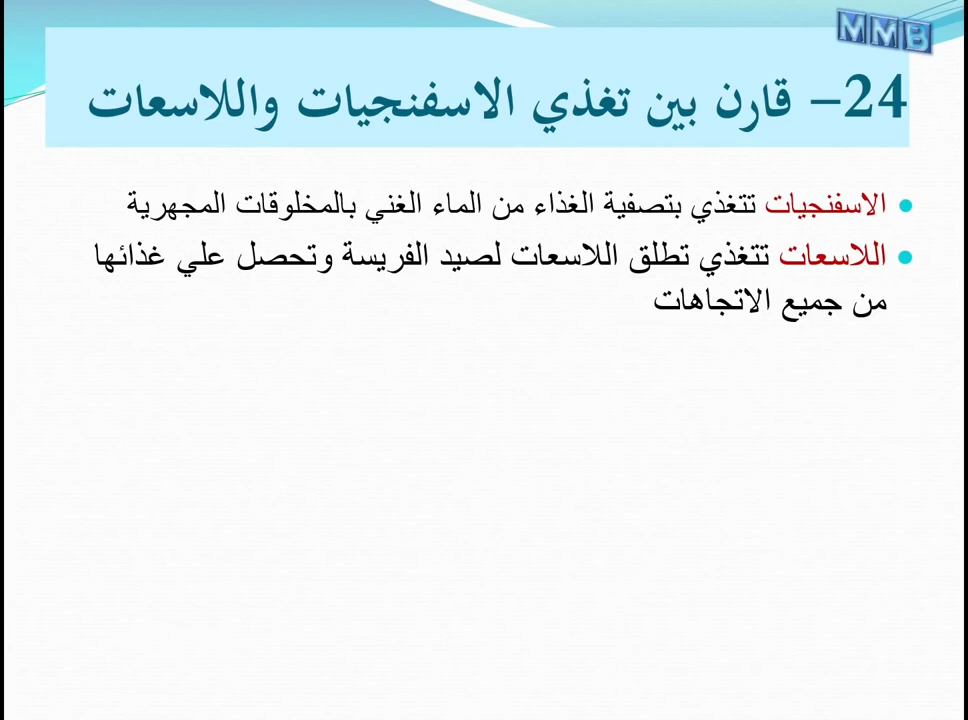 MMB
24– قارن بين تغذي الاسفنجيات واللاسعات
الاسفنجيات تتغذي بتصفية الغذاء من الماء الغني بالمخلوقات المجهرية
اللاسعات تتغذي تطلق اللاسعات لصيد الفريسة وتحصل علي غذائها
من جميع الاتجاهات